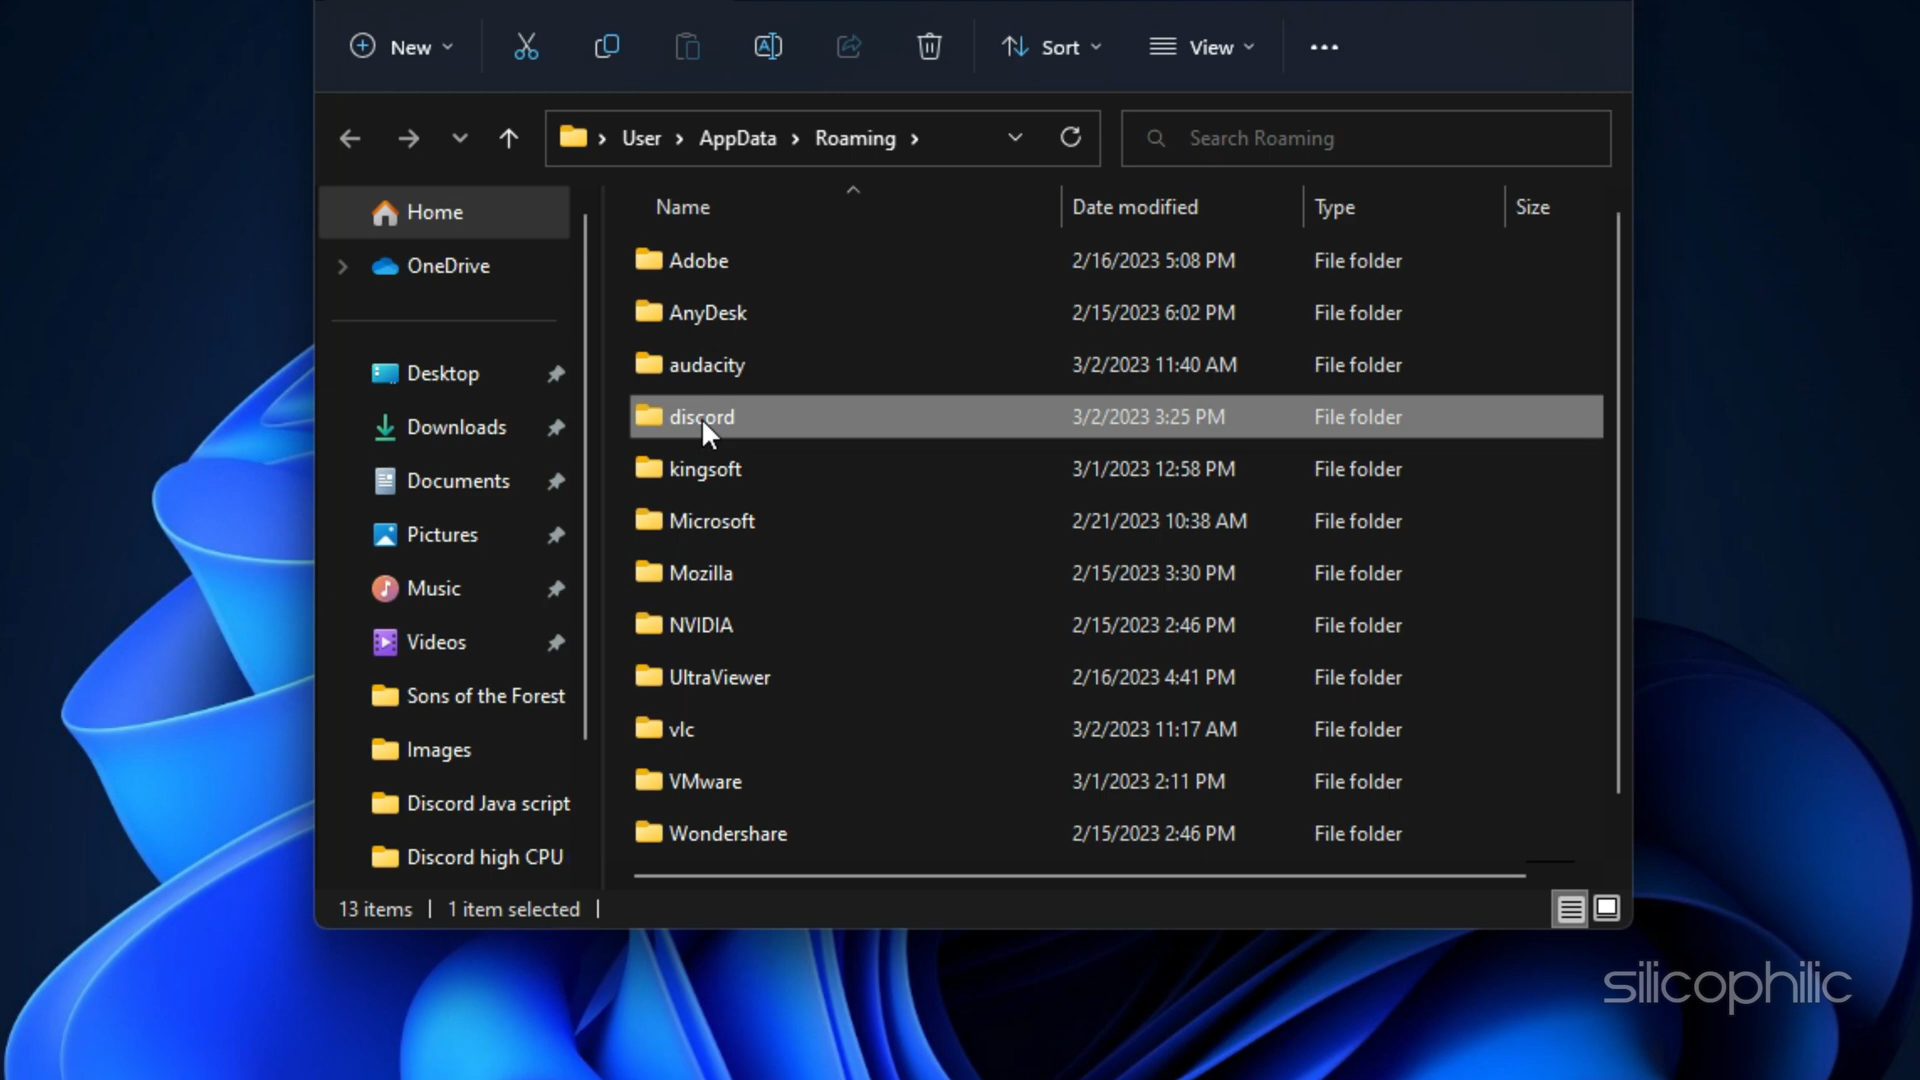 New Sort View
User > AppData > Roaming > Search Roaming
Name Date modified Type Size
Home
OneDrive
Desktop
Downloads
Documents
Pictures
Music
Videos
Sons of the Forest
Images
Discord Java script
Discord high CPU
Adobe 2/16/2023 5:08 PM File folder
AnyDesk 2/15/2023 6:02 PM File folder
audacity 3/2/2023 11:40 AM File folder
discord 3/2/2023 3:25 PM File folder
kingsoft 3/1/2023 12:58 PM File folder
Microsoft 2/21/2023 10:38 AM File folder
Mozilla 2/15/2023 3:30 PM File folder
NVIDIA 2/15/2023 2:46 PM File folder
UltraViewer 2/16/2023 4:41 PM File folder
vlc 3/2/2023 11:17 AM File folder
VMware 3/1/2023 2:11 PM File folder
Wondershare 2/15/2023 2:46 PM File folder
13 items | 1 item selected |
silicophilic